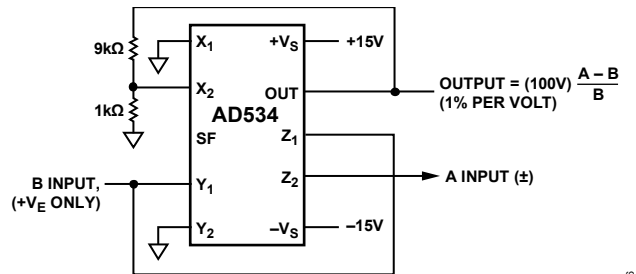 9kΩ
1kΩ
B INPUT,
(+VE ONLY)
X1
X2
SF
Y1
Y2
AD534
+VS
OUT
Z1
Z2
–VS
+15V
OUTPUT = (100V) A – B / B
(1% PER VOLT)
A INPUT (±)
–15V